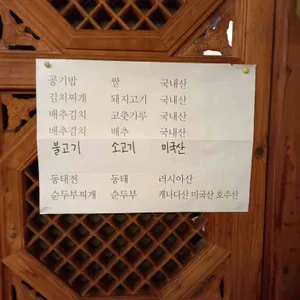 공기밥 쌀 국내산
김치찌개 돼지고기 국내산
배추김치 고춧가루 국내산
배추김치 배추 국내산
불고기 소고기 미국산
동태전 동태 러시아산
순두부찌개 순두부 캐나다산 미국산 호주산